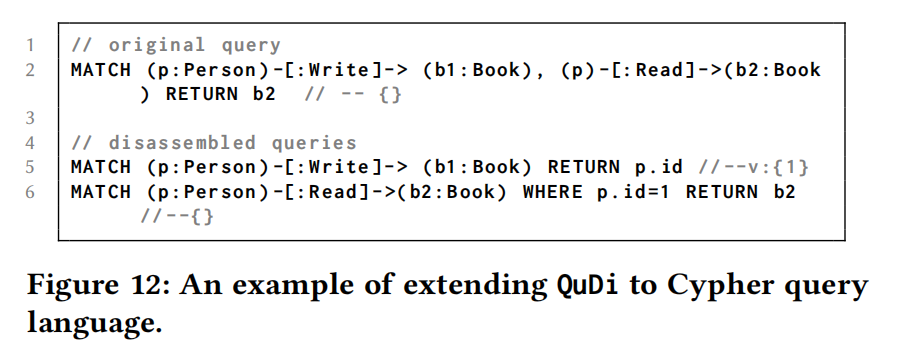 1 // original query
2 MATCH (p:Person)-[:Write]-> (b1:Book), (p)-[:Read]->(b2:Book
) RETURN b2 // -- {}
3
4 // disassembled queries
5 MATCH (p:Person)-[:Write]-> (b1:Book) RETURN p.id //--v:{1}
6 MATCH (p:Person)-[:Read]->(b2:Book) WHERE p.id=1 RETURN b2
//--{}
Figure 12: An example of extending QuDi to Cypher query
language.